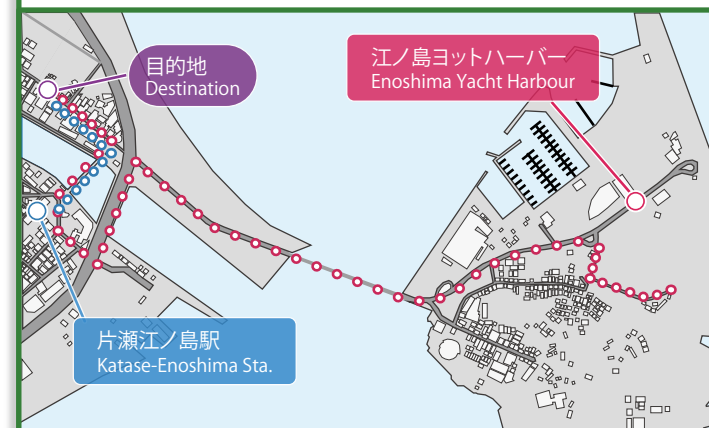 目的地
Destination
江ノ島ヨットハーバー
Enoshima Yacht Harbour
片瀬江ノ島駅
Katase-Enoshima Sta.